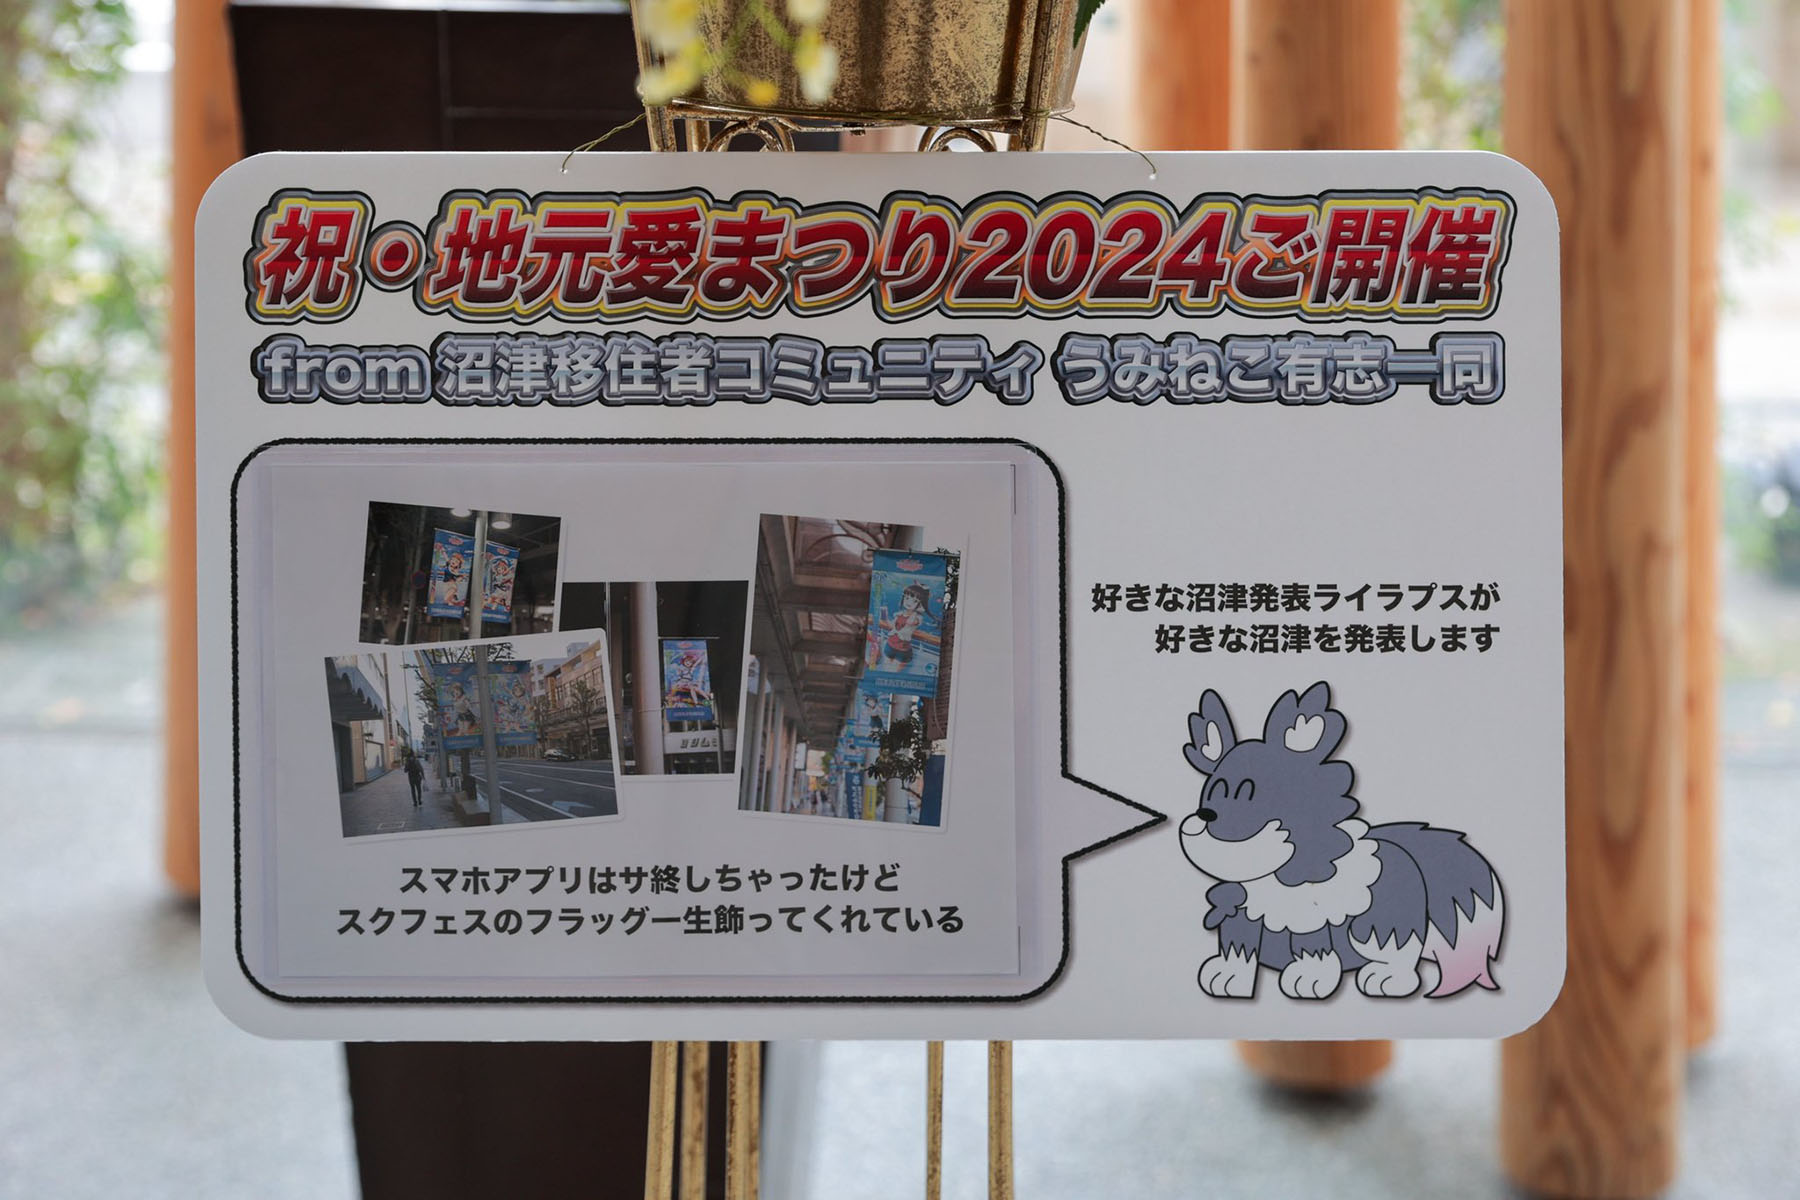 祝・地元愛まつり2024ご開催
from 沼津移住者コミュニティ うみねこ有志一同
好きな沼津発表ライラプスが
好きな沼津を発表します
スマホアプリはサ終しちゃったけど
スクフェスのフラッグ一生飾ってくれている